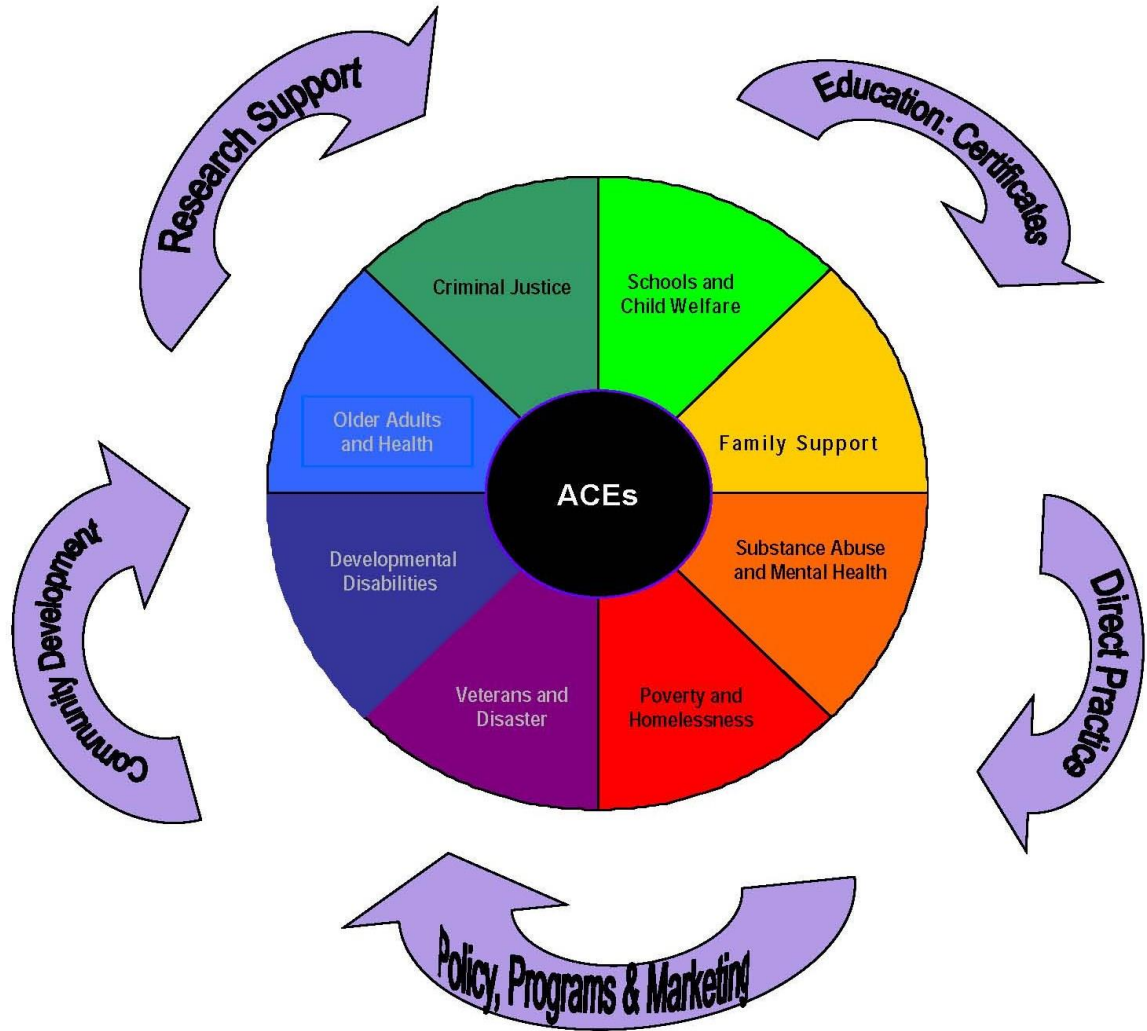 Research Support
Education: Certificates
Criminal Justice
Schools and
Child Welfare
Older Adults
and Health
Family Support
ACEs
Developmental
Disabilities
Substance Abuse
and Mental Health
Veterans and
Disaster
Poverty and
Homelessness
Community Development
Direct Practice
Policy, Programs & Marketing